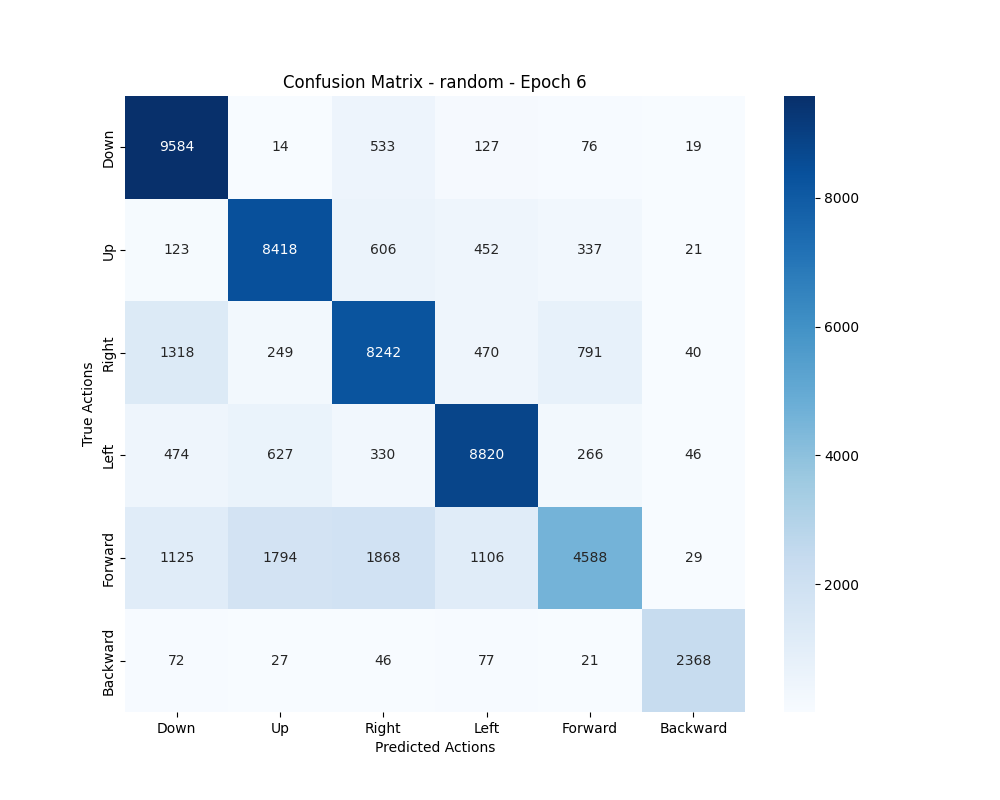 Confusion Matrix - random - Epoch 6
True Actions
Down 9584 14 533 127 76 19
Up 123 8418 606 452 337 21
Right 1318 249 8242 470 791 40
Left 474 627 330 8820 266 46
Forward 1125 1794 1868 1106 4588 29
Backward 72 27 46 77 21 2368
Down Up Right Left Forward Backward
Predicted Actions
8000
6000
4000
2000